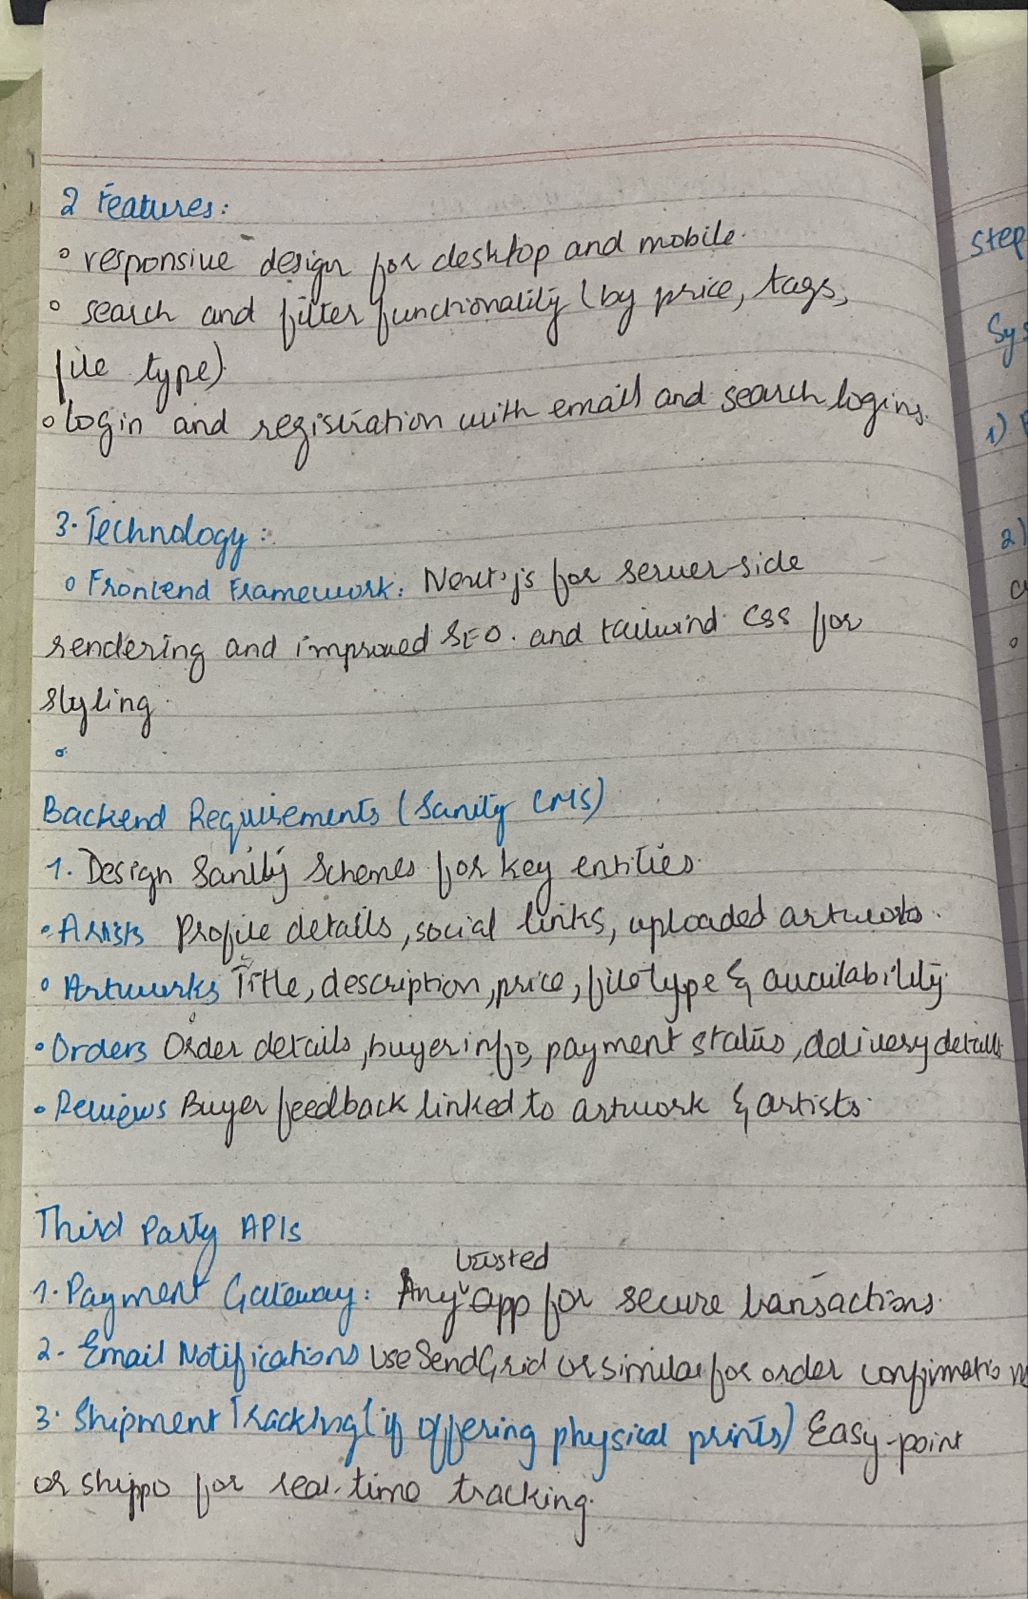 2 Features:
° responsive design for desktop and mobile.
° search and filter functionality (by price, tags,
file type)
° Login and registration with email and search logins.
3. Technology:
° Frontend Framework: Next.js for server-side
rendering and improved SEO. and tailwind CSS for
styling.
°
Backend Requirements (Sanity CMS)
1. Design Sanity Schemes for key entities.
• Artists Profile details, social links, uploaded artworks.
° Artworks Title, description, price, file type & availability
• Orders Order details, buyer info, payment status, delivery details
• Reviews Buyer feedback linked to artwork & artists.
Third Party APIs
trusted
1. Payment Gateway: Any app for secure transactions.
2. Email Notifications Use SendGrid or similar for order confirmation
3. Shipment Tracking (if offering physical prints) Easy-point
or shippo for real-time tracking.
Step
Sys
1)
2)